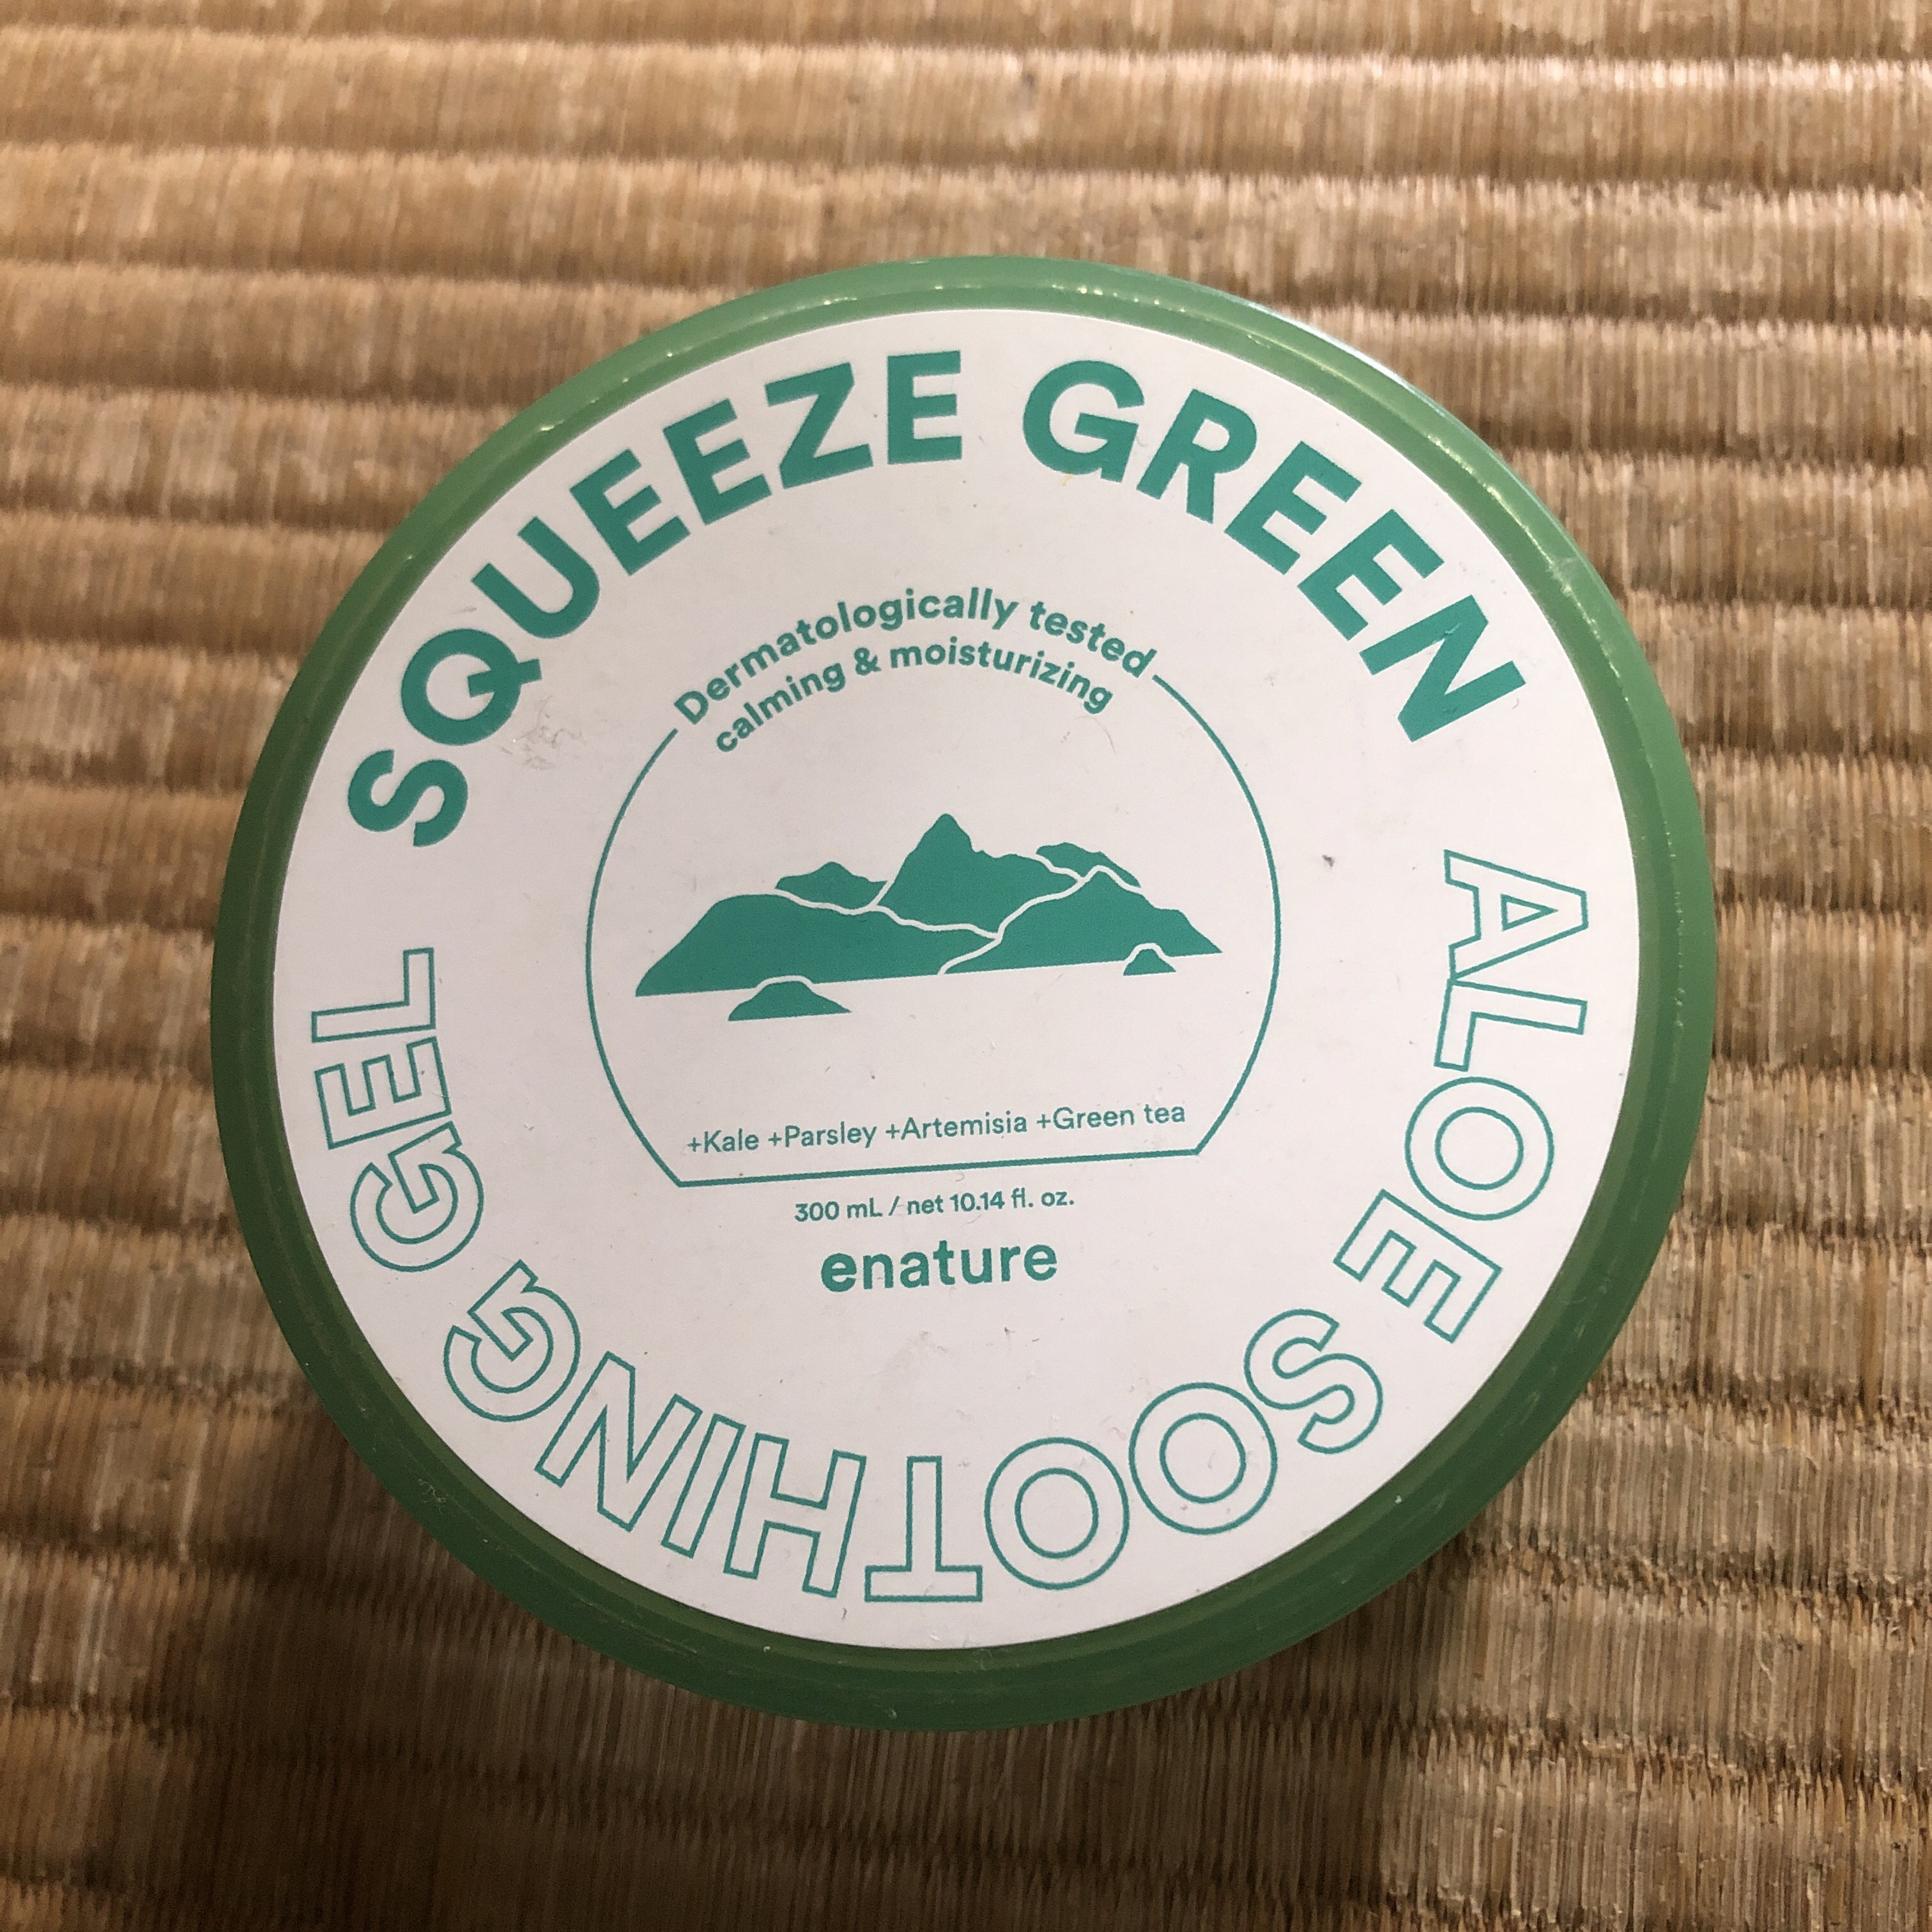 SQUEEZE GREEN ALOE SOOTHING GEL
Dermatologically tested
calming & moisturizing
+Kale +Parsley +Artemisia +Green tea
300 mL / net 10.14 fl. oz.
enature